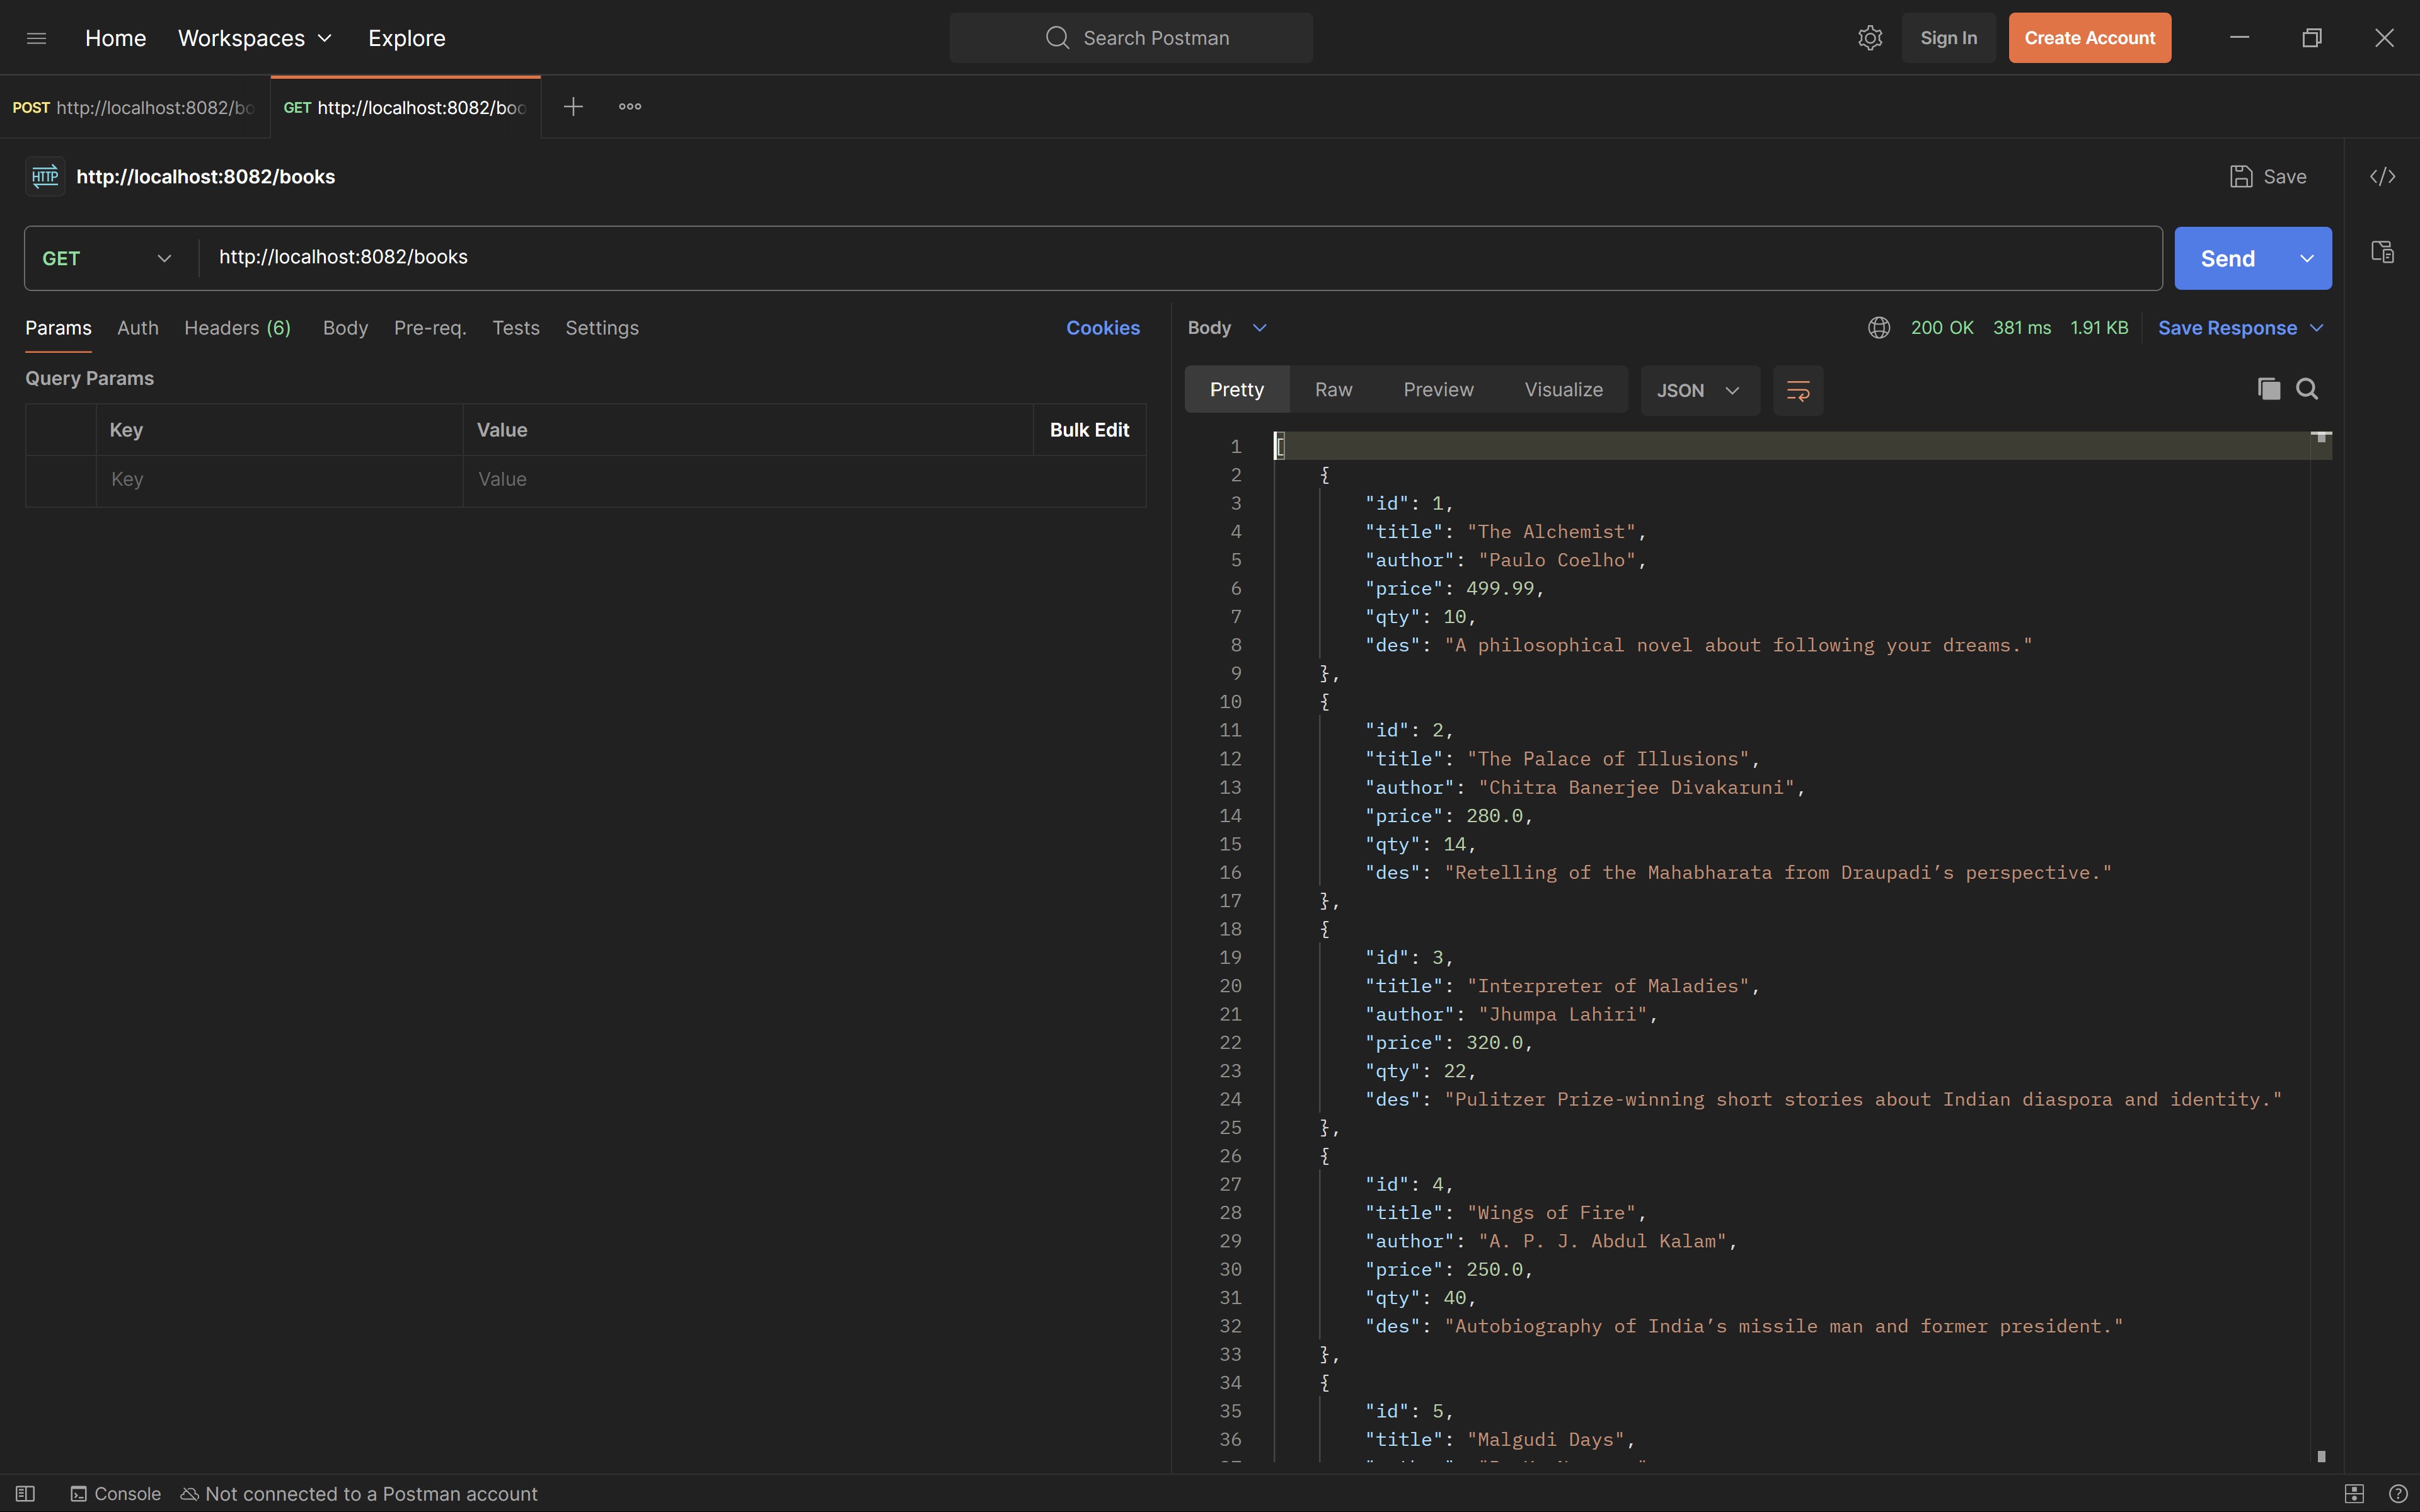 Home Workspaces Explore Search Postman Sign In Create Account
POST http://localhost:8082/bo GET http://localhost:8082/boo
HTTP http://localhost:8082/books Save
GET http://localhost:8082/books Send
Params Auth Headers (6) Body Pre-req. Tests Settings Cookies
Body 200 OK 381 ms 1.91 KB Save Response
Query Params
Pretty Raw Preview Visualize JSON
Key Value Bulk Edit
Key Value
1 [
2 {
3 "id": 1,
4 "title": "The Alchemist",
5 "author": "Paulo Coelho",
6 "price": 499.99,
7 "qty": 10,
8 "des": "A philosophical novel about following your dreams."
9 },
10 {
11 "id": 2,
12 "title": "The Palace of Illusions",
13 "author": "Chitra Banerjee Divakaruni",
14 "price": 280.0,
15 "qty": 14,
16 "des": "Retelling of the Mahabharata from Draupadi’s perspective."
17 },
18 {
19 "id": 3,
20 "title": "Interpreter of Maladies",
21 "author": "Jhumpa Lahiri",
22 "price": 320.0,
23 "qty": 22,
24 "des": "Pulitzer Prize-winning short stories about Indian diaspora and identity."
25 },
26 {
27 "id": 4,
28 "title": "Wings of Fire",
29 "author": "A. P. J. Abdul Kalam",
30 "price": 250.0,
31 "qty": 40,
32 "des": "Autobiography of India’s missile man and former president."
33 },
34 {
35 "id": 5,
36 "title": "Malgudi Days",
Console Not connected to a Postman account